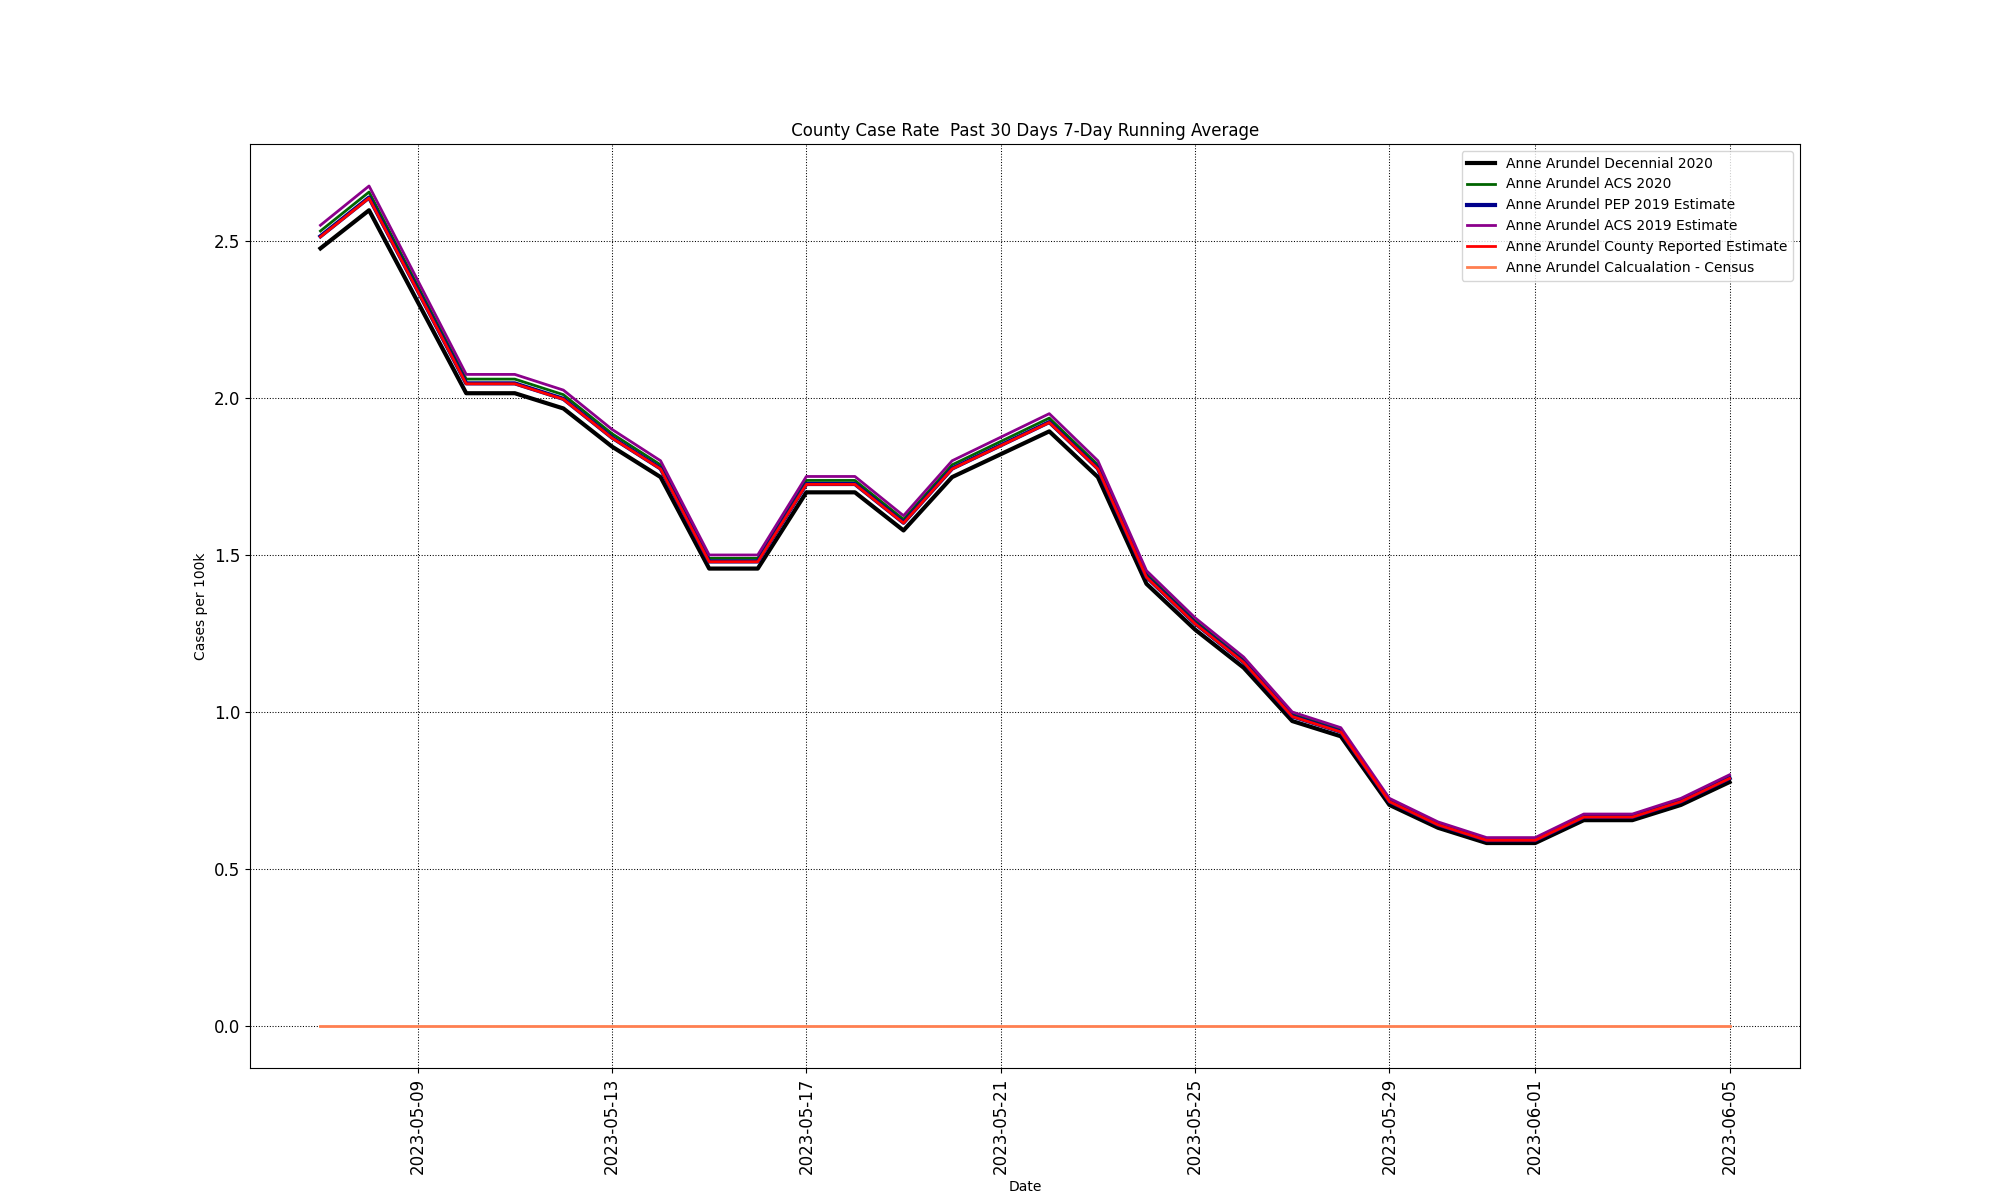 County Case Rate  Past 30 Days 7-Day Running Average
Anne Arundel Decennial 2020
Anne Arundel ACS 2020
Anne Arundel PEP 2019 Estimate
Anne Arundel ACS 2019 Estimate
Anne Arundel County Reported Estimate
Anne Arundel Calcualation - Census
Cases per 100k
2.5
2.0
1.5
1.0
0.5
0.0
2023-05-09
2023-05-13
2023-05-17
2023-05-21
2023-05-25
2023-05-29
2023-06-01
2023-06-05
Date